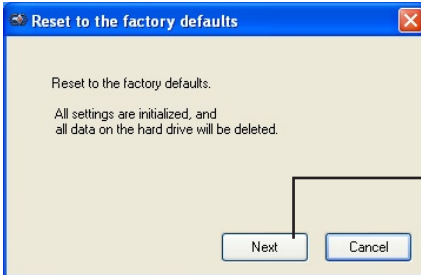 Reset to the factory defaults
Reset to the factory defaults.
All settings are initialized, and
all data on the hard drive will be deleted.
Next
Cancel